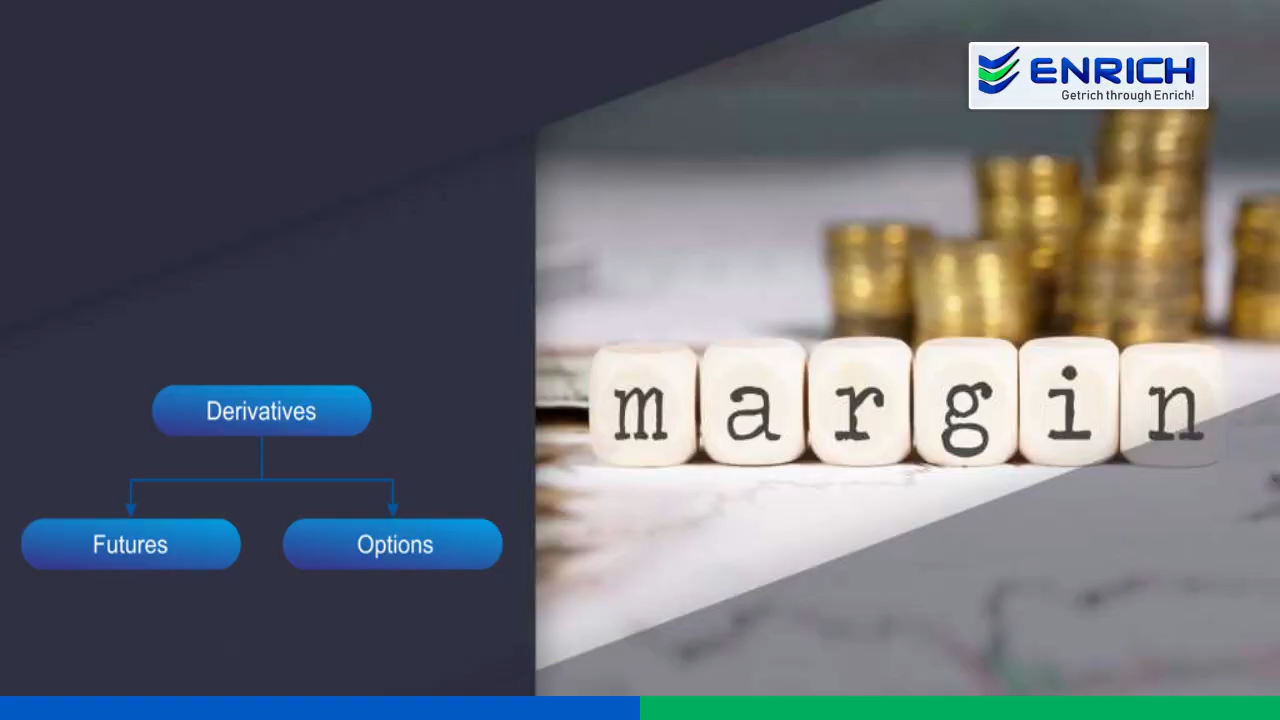 ENRICH
Getrich through Enrich!
margin
Derivatives
Futures
Options